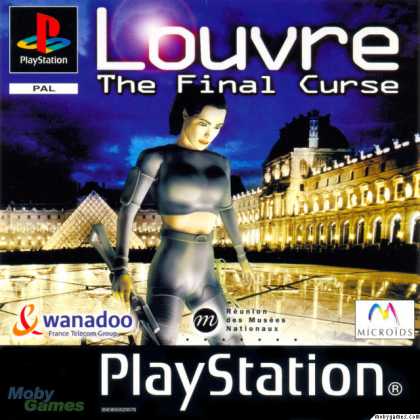 PlayStation
PAL
Louvre
The Final Curse
& wanadoo
France Telecom Group
m
Réunion
des Musées
Nationaux
MICROÏDS
Moby
Games
PlayStation®
mobygames.com